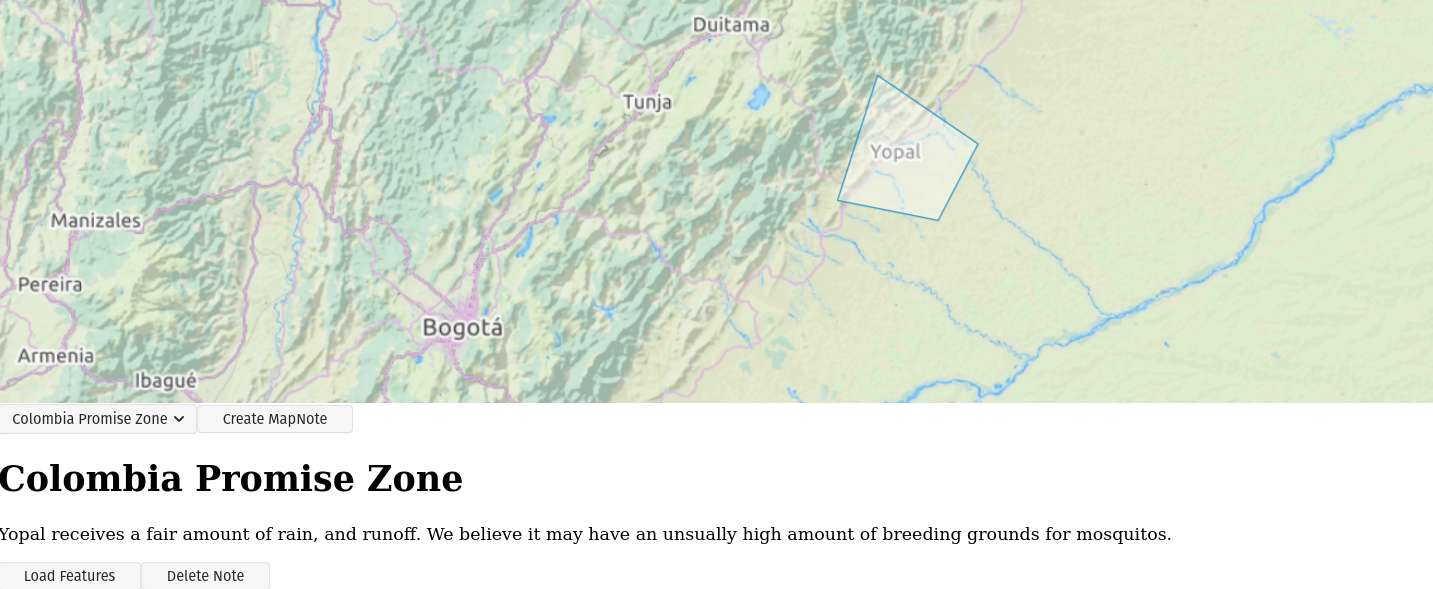 Duitama
Tunja
Yopal
Manizales
Pereira
Bogotá
Armenia
Ibagué
Colombia Promise Zone
Create MapNote
Colombia Promise Zone
Yopal receives a fair amount of rain, and runoff. We believe it may have an unusually high amount of breeding grounds for mosquitos.
Load Features
Delete Note